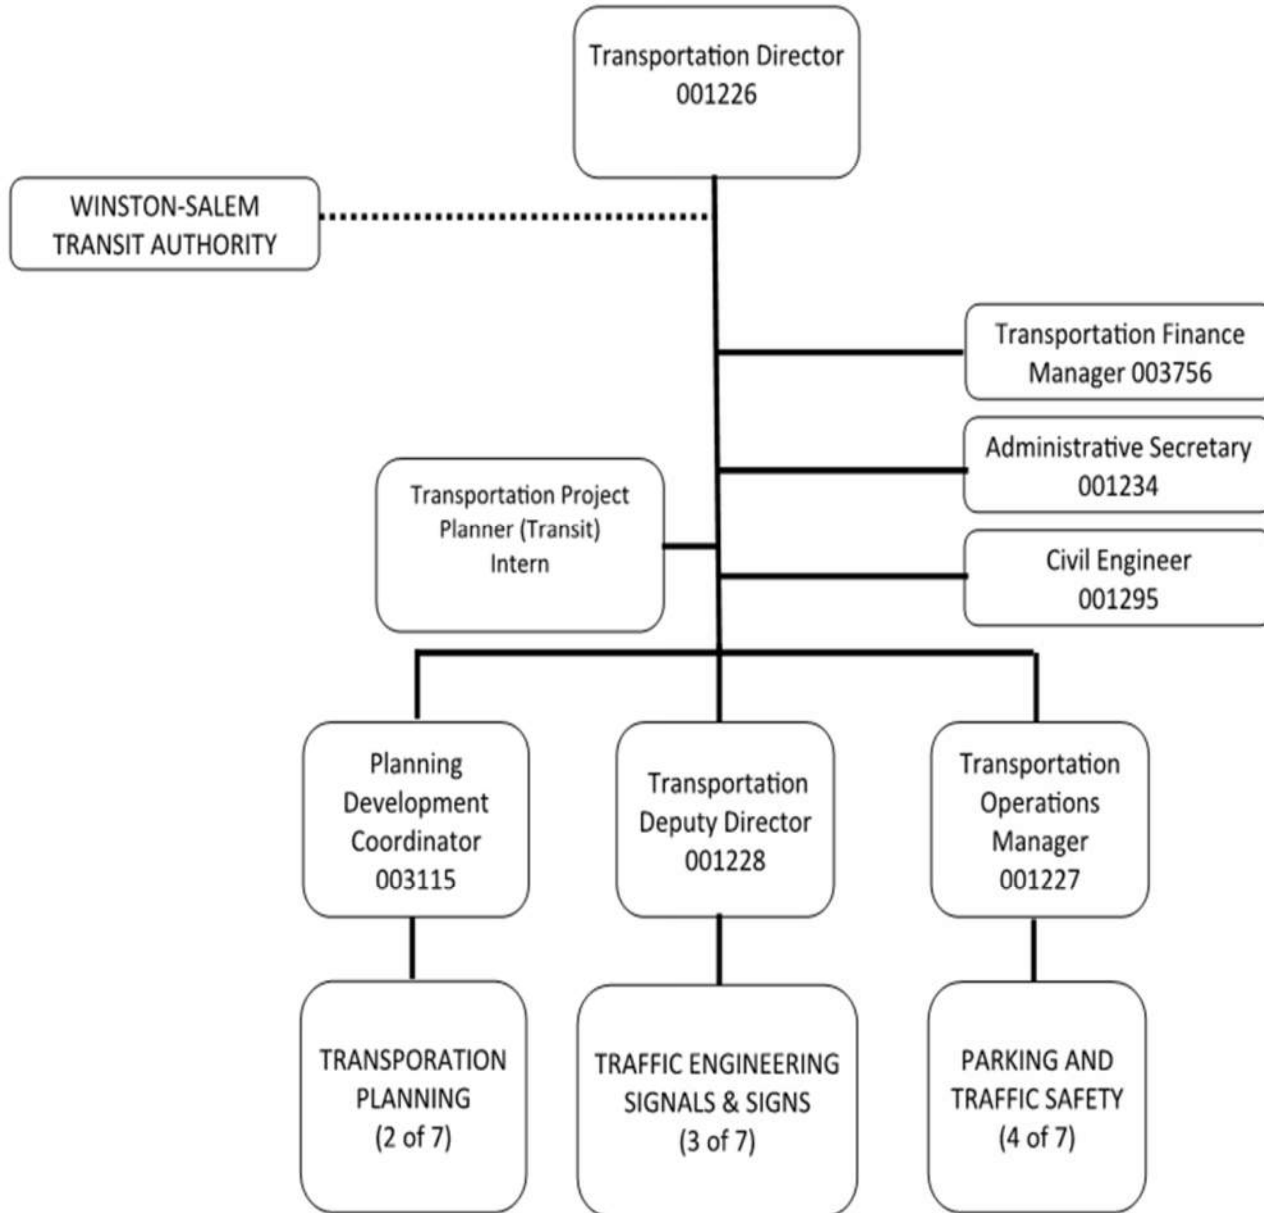 Transportation Director
001226
WINSTON-SALEM
TRANSIT AUTHORITY
Transportation Finance
Manager 003756
Administrative Secretary
001234
Transportation Project
Planner (Transit)
Intern
Civil Engineer
001295
Planning
Development
Coordinator
003115
Transportation
Deputy Director
001228
Transportation
Operations
Manager
001227
TRANSPORATION
PLANNING
(2 of 7)
TRAFFIC ENGINEERING
SIGNALS & SIGNS
(3 of 7)
PARKING AND
TRAFFIC SAFETY
(4 of 7)